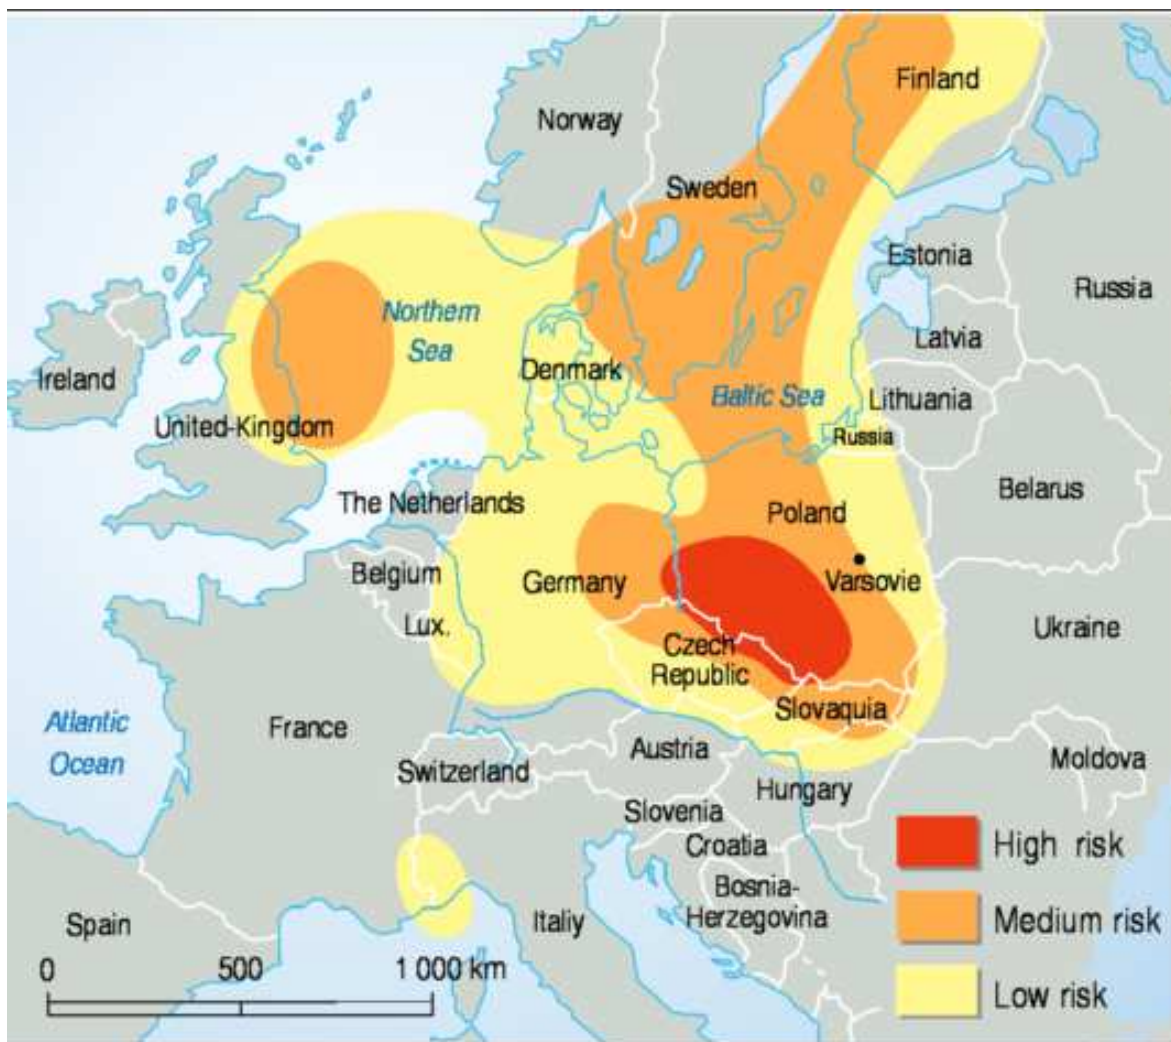 Finland
Norway
Sweden
Estonia
Russia
Northern
Sea
Latvia
Ireland
Denmark
Baltic Sea
Lithuania
United-Kingdom
Russia
Belarus
The Netherlands
Poland
Belgium
Germany
Varsovie
Lux.
Ukraine
Czech
Republic
Slovaquia
Atlantic
Ocean
France
Austria
Moldova
Switzerland
Hungary
Slovenia
Croatia
Bosnia-
Herzegovina
Spain
Italiy
High risk
Medium risk
Low risk
0 500 1 000 km